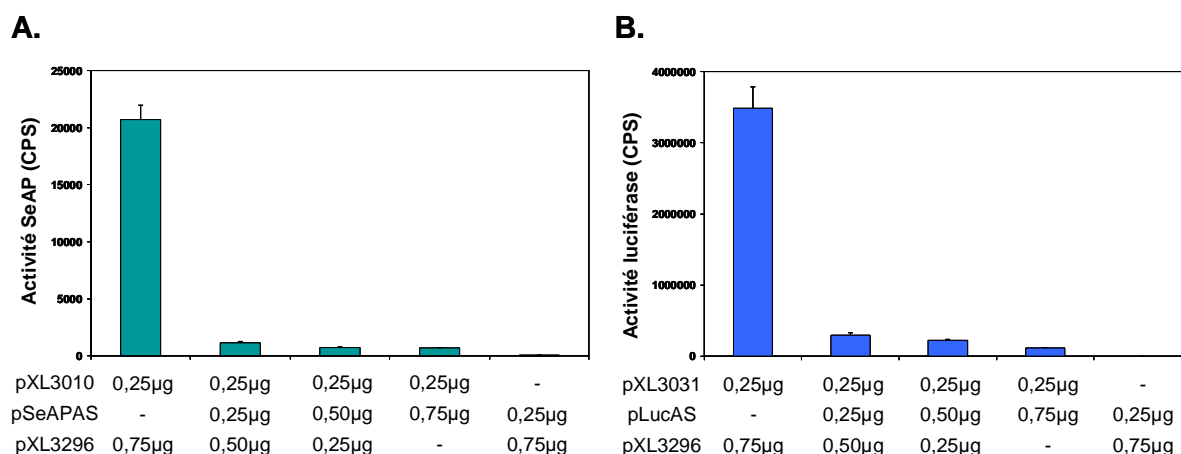 A.
25000
20000
15000
10000
5000
0
Activité SeAP (CPS)
pXL3010 0,25µg 0,25µg 0,25µg 0,25µg -
pSeAPAS - 0,25µg 0,50µg 0,75µg 0,25µg
pXL3296 0,75µg 0,50µg 0,25µg - 0,75µg
B.
4000000
3000000
2000000
1000000
0
Activité luciférase (CPS)
pXL3031 0,25µg 0,25µg 0,25µg 0,25µg -
pLucAS - 0,25µg 0,50µg 0,75µg 0,25µg
pXL3296 0,75µg 0,50µg 0,25µg - 0,75µg